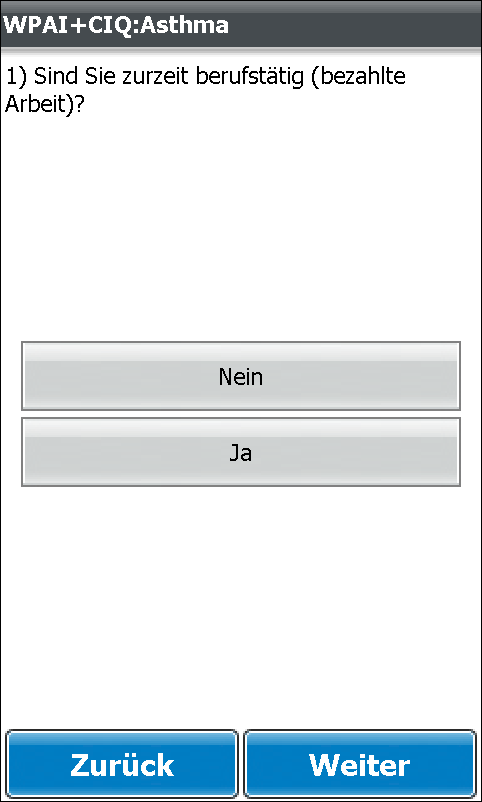 WPAI+CIQ:Asthma
1) Sind Sie zurzeit berufstätig (bezahlte
Arbeit)?
Nein
Ja
Zurück
Weiter